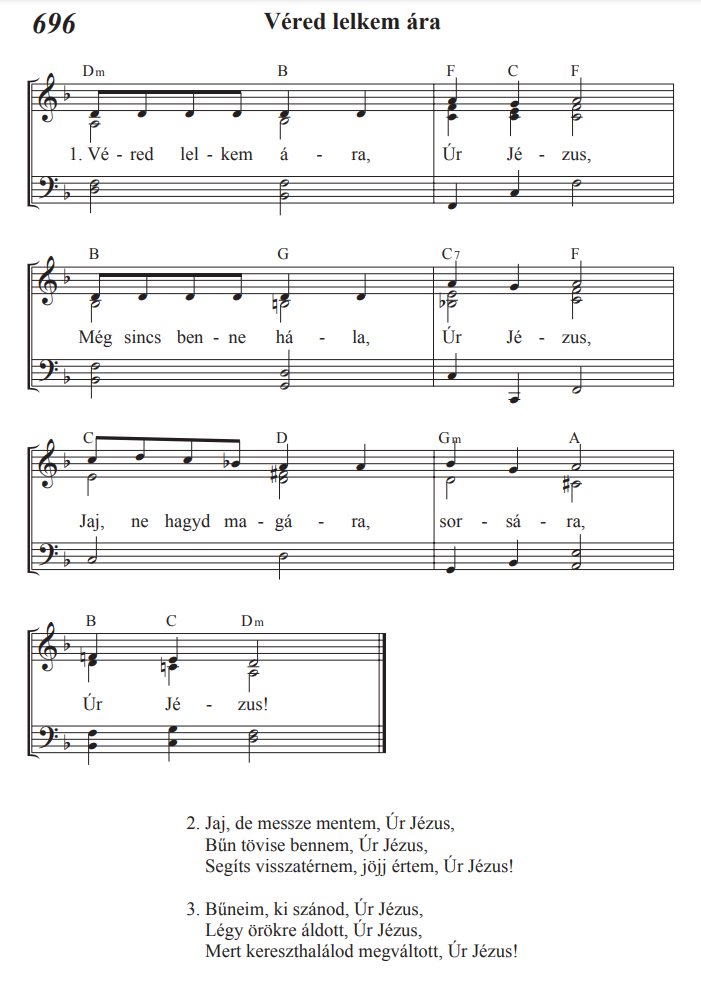 696 Véred lelkem ára
Dm B F C F
1. Vé - red lel - kem á - ra, Úr Jé - zus,
B G C7 F
Még sincs ben - ne há - la, Úr Jé - zus,
C D Gm A
Jaj, ne hagyd ma - gá - ra, sor - sá - ra,
B C Dm
Úr Jé - zus!
2. Jaj, de messze mentem, Úr Jézus,
Bűn tövise bennem, Úr Jézus,
Segíts visszatérnem, jöjj értem, Úr Jézus!
3. Bűneim, ki szánod, Úr Jézus,
Légy örökre áldott, Úr Jézus,
Mert kereszthalálod megváltott, Úr Jézus!